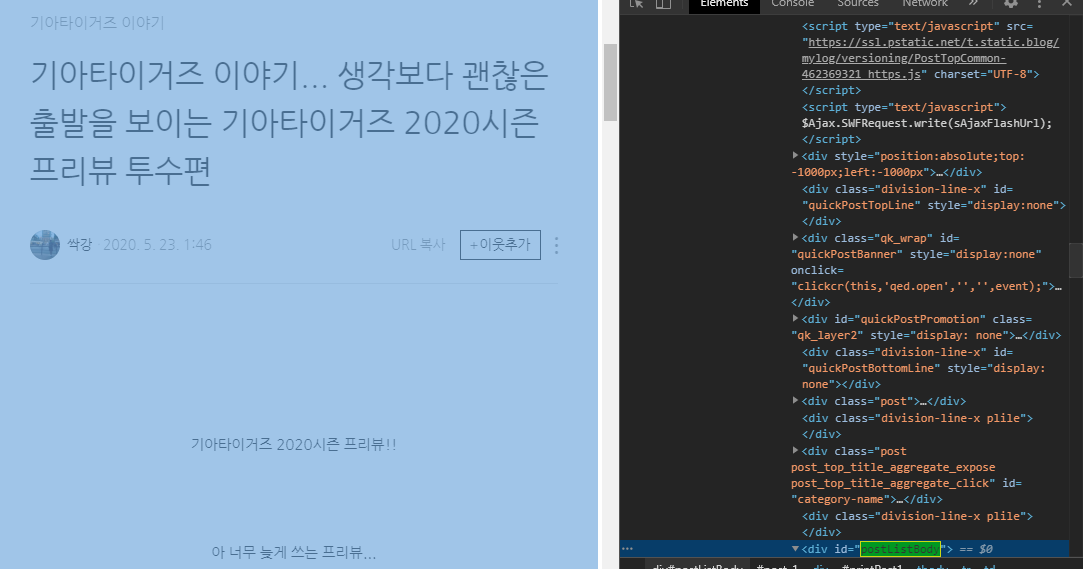 기아타이거즈 이야기
기아타이거즈 이야기... 생각보다 괜찮은
출발을 보이는 기아타이거즈 2020시즌
프리뷰 투수편
싹강 2020. 5. 23. 1:46 URL 복사 +이웃추가
기아타이거즈 2020시즌 프리뷰!!
아 너무 늦게 쓰는 프리뷰...
Elements Console Sources Network »
<script type="text/javascript" src=
"https://ssl.pstatic.net/t.static.blog/
mylog/versioning/PostTopCommon-
462369321_https.js" charset="UTF-8">
</script>
<script type="text/javascript">
$Ajax.SWFRequest.write(sAjaxFlashUrl);
</script>
<div style="position:absolute;top:
-1000px;left:-1000px">…</div>
<div class="division-line-x" id=
"quickPostTopLine" style="display:none">
</div>
<div class="qk_wrap" id=
"quickPostBanner" style="display:none"
onclick=
"clickcr(this,'qed.open','','',event);">…
</div>
<div id="quickPostPromotion" class=
"qk_layer2" style="display: none">…</div>
<div class="division-line-x" id=
"quickPostBottomLine" style="display:
none"></div>
<div class="post">…</div>
<div class="division-line-x plile">
</div>
<div class="post
post_top_title_aggregate_expose
post_top_title_aggregate_click" id=
"category-name">…</div>
<div class="division-line-x plile">
</div>
<div id="postListBody"> == $0
div#postListBody #post_1 div #printPost1 tbody tr td